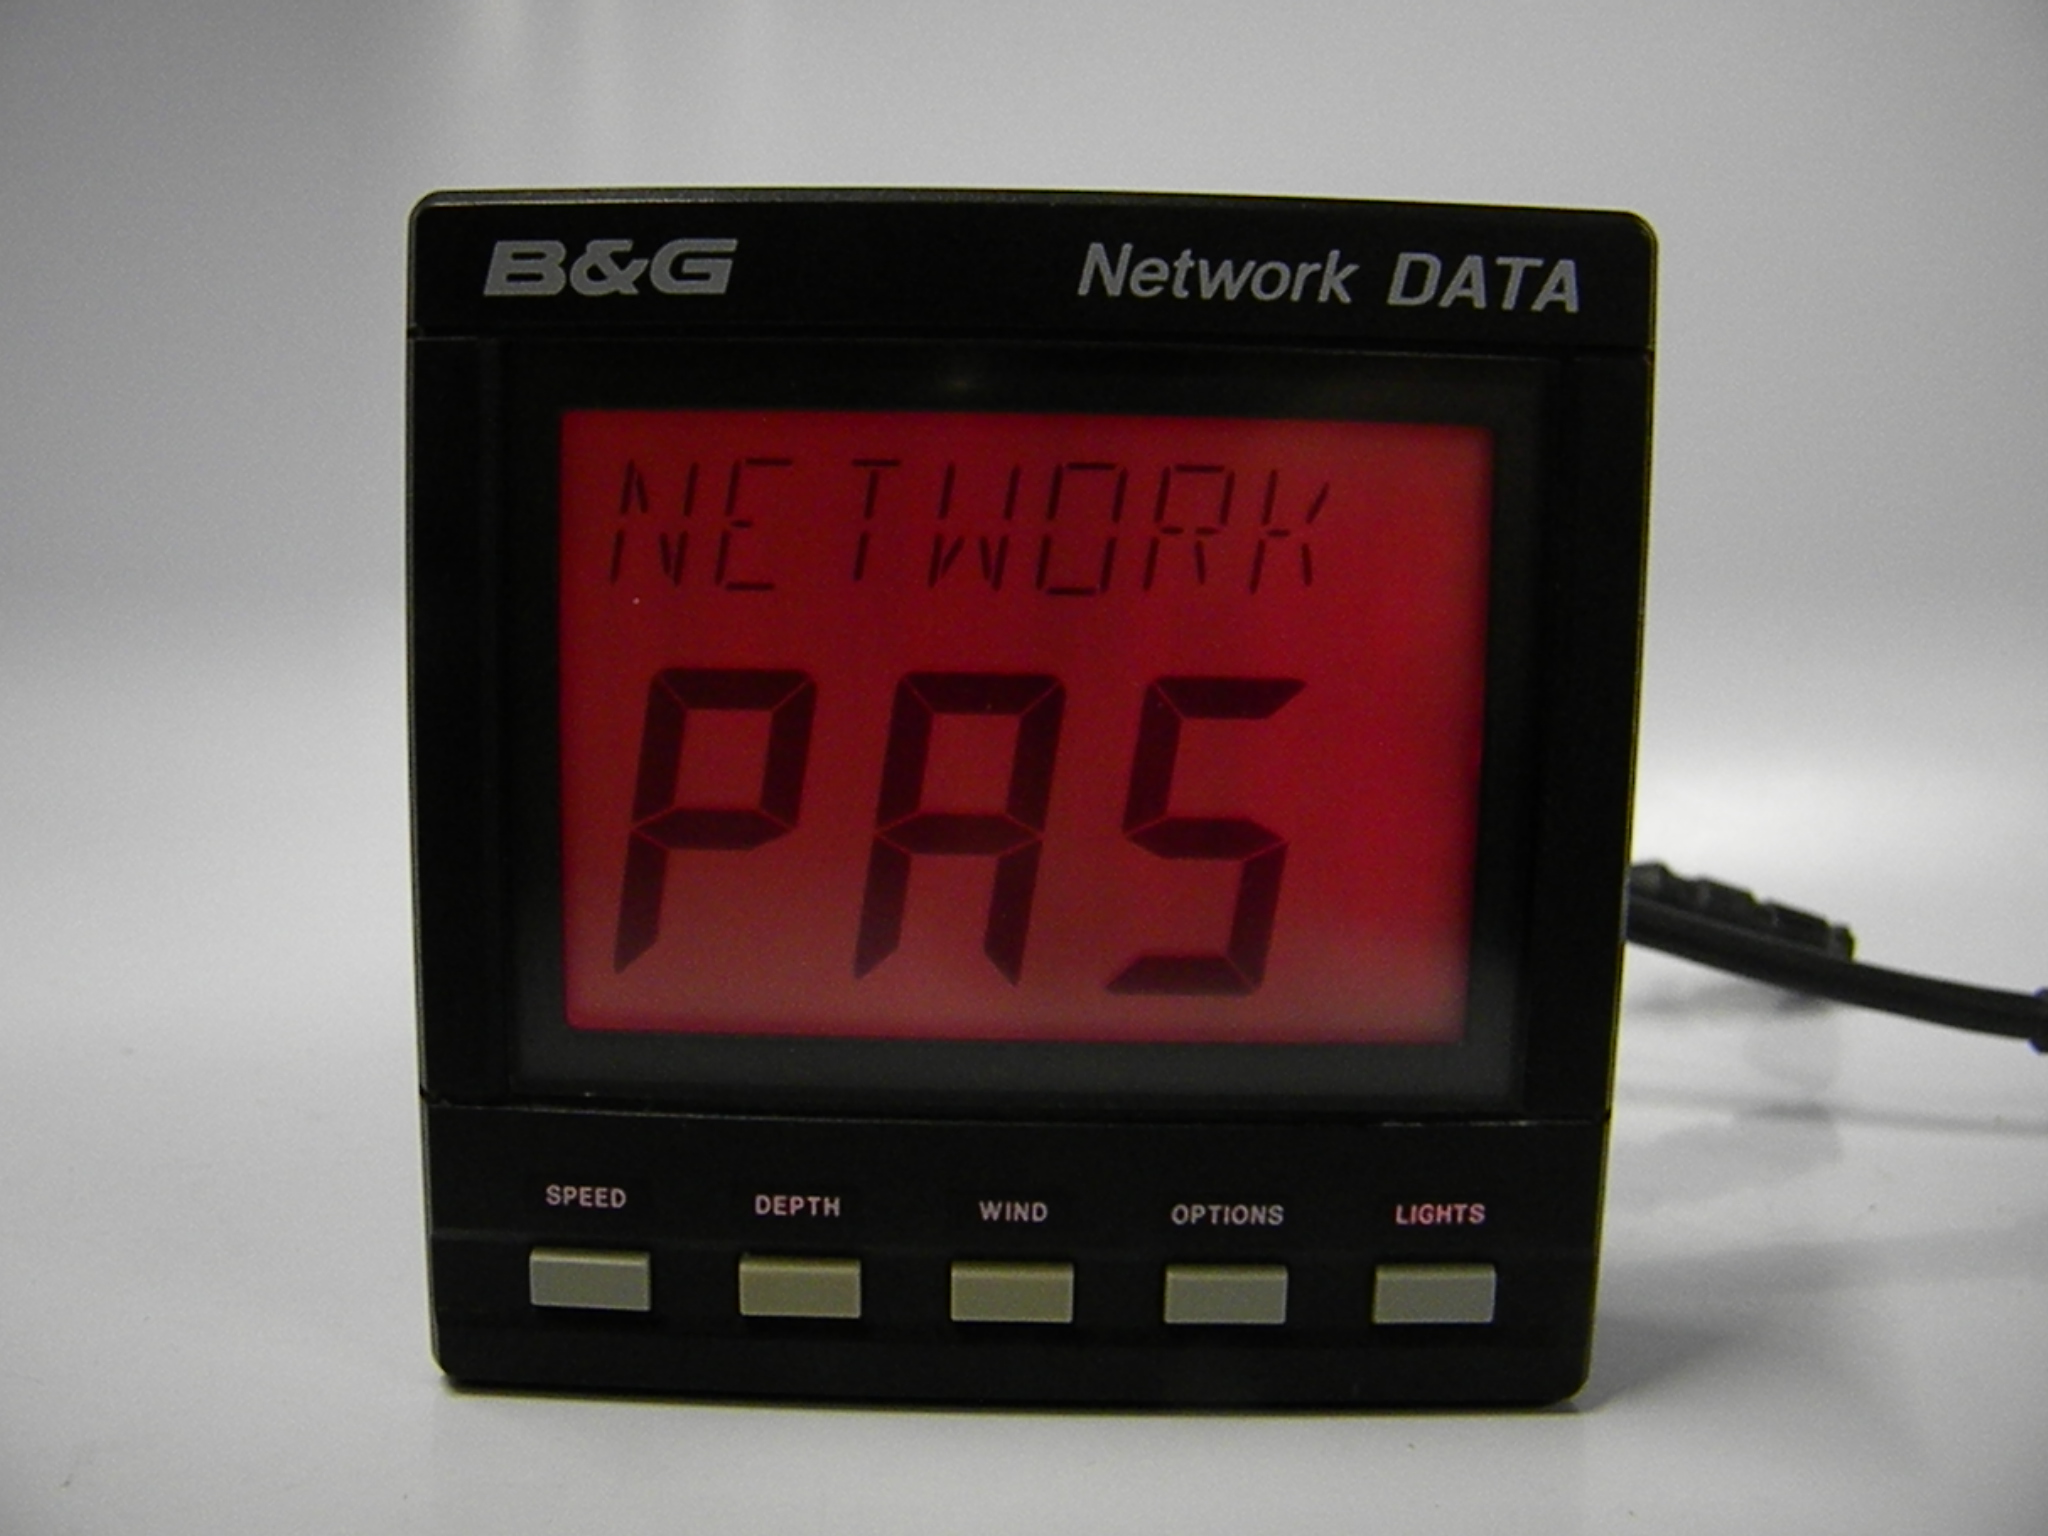 B&G Network DATA
NETWORK
PAS
SPEED DEPTH WIND OPTIONS LIGHTS